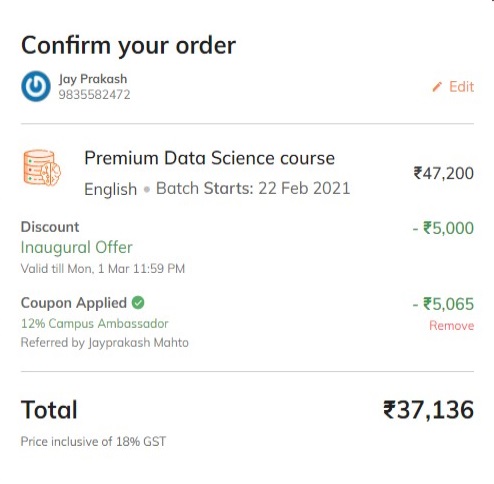 Confirm your order
Jay Prakash
9835582472
Edit
Premium Data Science course
English • Batch Starts: 22 Feb 2021
₹47,200
Discount
- ₹5,000
Inaugural Offer
Valid till Mon, 1 Mar 11:59 PM
Coupon Applied
- ₹5,065
12% Campus Ambassador
Remove
Referred by Jayprakash Mahto
Total
₹37,136
Price inclusive of 18% GST